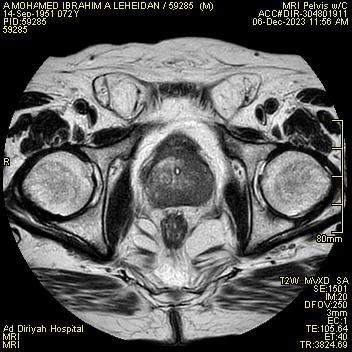 A MOHAMED IBRAHIM A LEHEIDAN / 59285 (M)
14-Sep-1951 072Y
PID:59285
59285
MRI Pelvis w/C
ACC#DIR-304801911
06-Dec-2023 11:56 AM
R
80mm
T2W_MVXD_SA
SE:1501
IM:20
DFOV:250
3mm
EC:1
TE:105.64
ET:40
TR:3824.69
Ad Diriyah Hospital
MRI
MRI